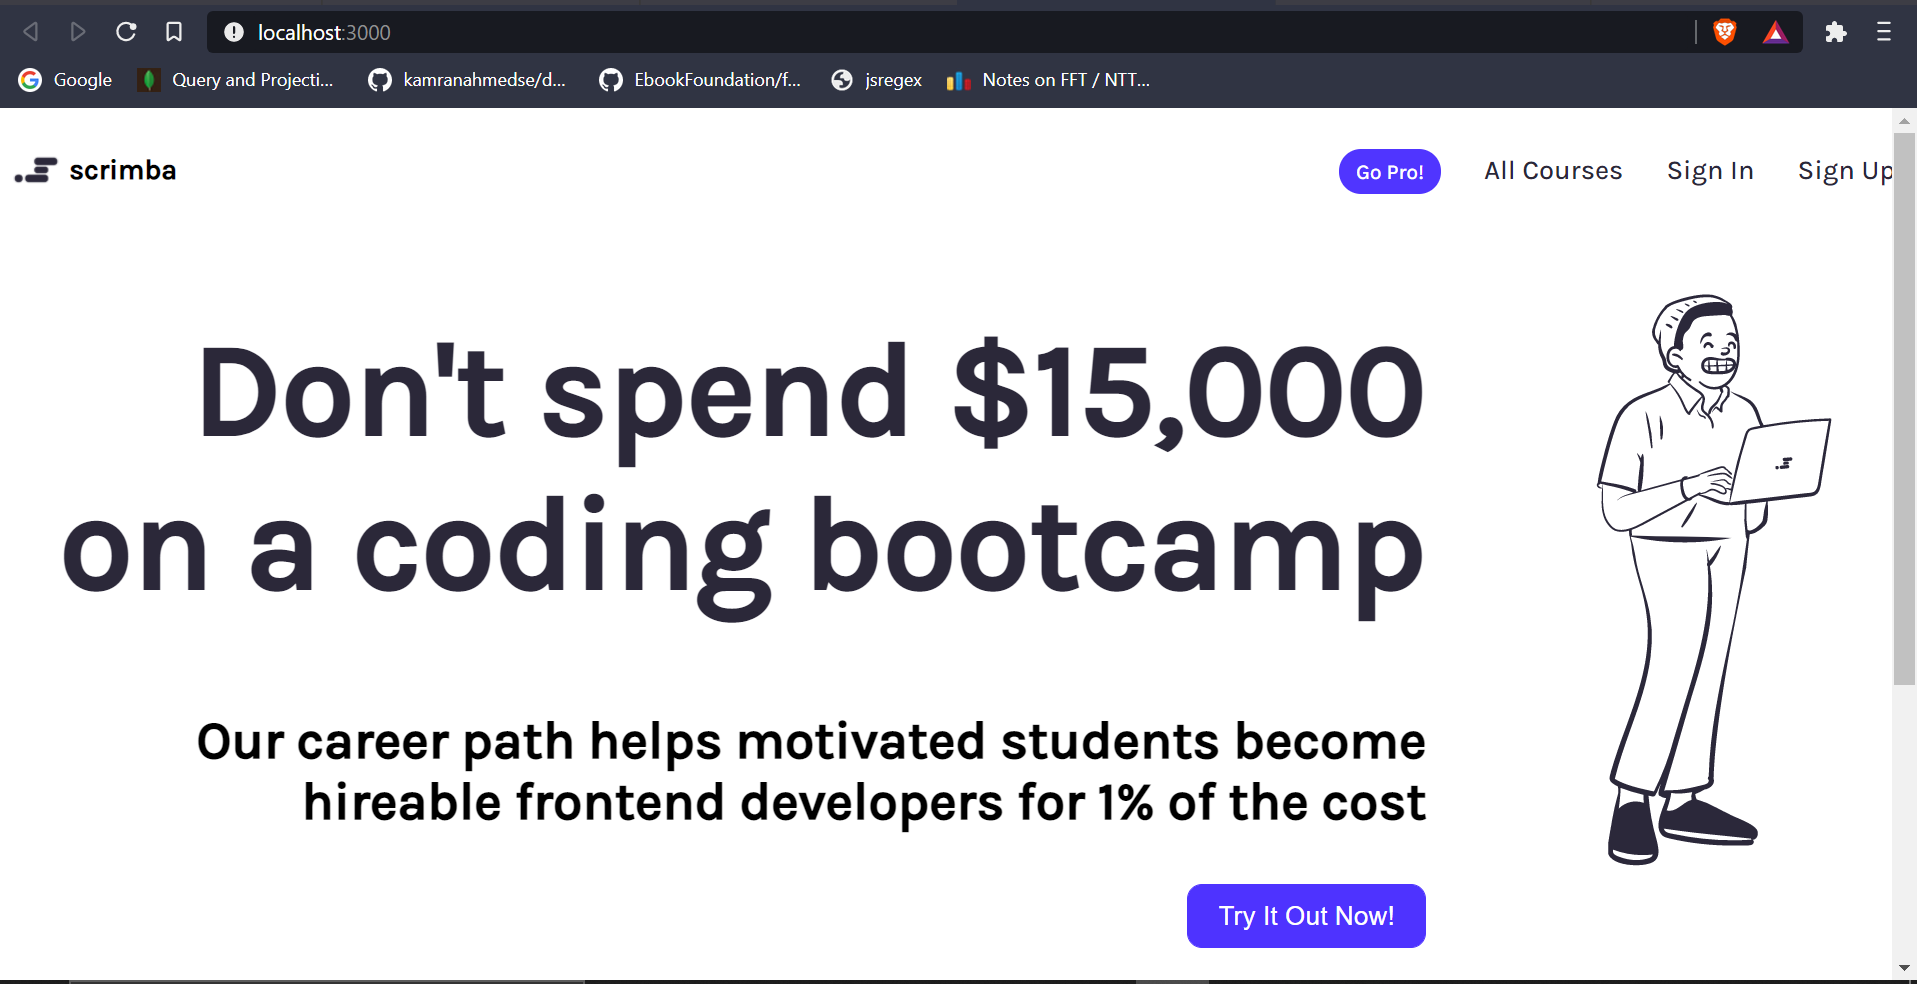 localhost:3000
Google
Query and Projecti...
kamranahmedse/d...
EbookFoundation/f...
jsregex
Notes on FFT / NTT...
scrimba
Go Pro!
All Courses
Sign In
Sign Up
Don't spend $15,000
on a coding bootcamp
Our career path helps motivated students become
hireable frontend developers for 1% of the cost
Try It Out Now!